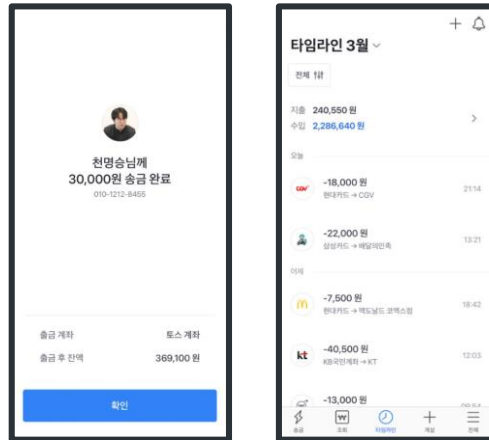 천명승님께
30,000원 송금 완료
010-1212-8455
출금 계좌 토스 계좌
출금 후 잔액 369,100 원
확인
타임라인 3월
전체
지출 240,550 원
수입 2,286,640 원
오늘
CGV
-18,000 원 21:14
현대카드 → CGV
-22,000 원 13:21
삼성카드 → 배달의민족
어제
-7,500 원 18:42
현대카드 → 맥도날드 코엑스점
kt
-40,500 원 12:03
KB국민계좌 → KT
-13,000 원
송금 조회 타임라인 개설 전체